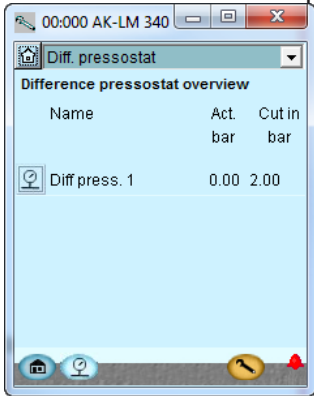 00:000 AK-LM 340
Diff. pressostat
Difference pressostat overview
Name Act. Cut in
bar bar
Diff press. 1 0.00 2.00